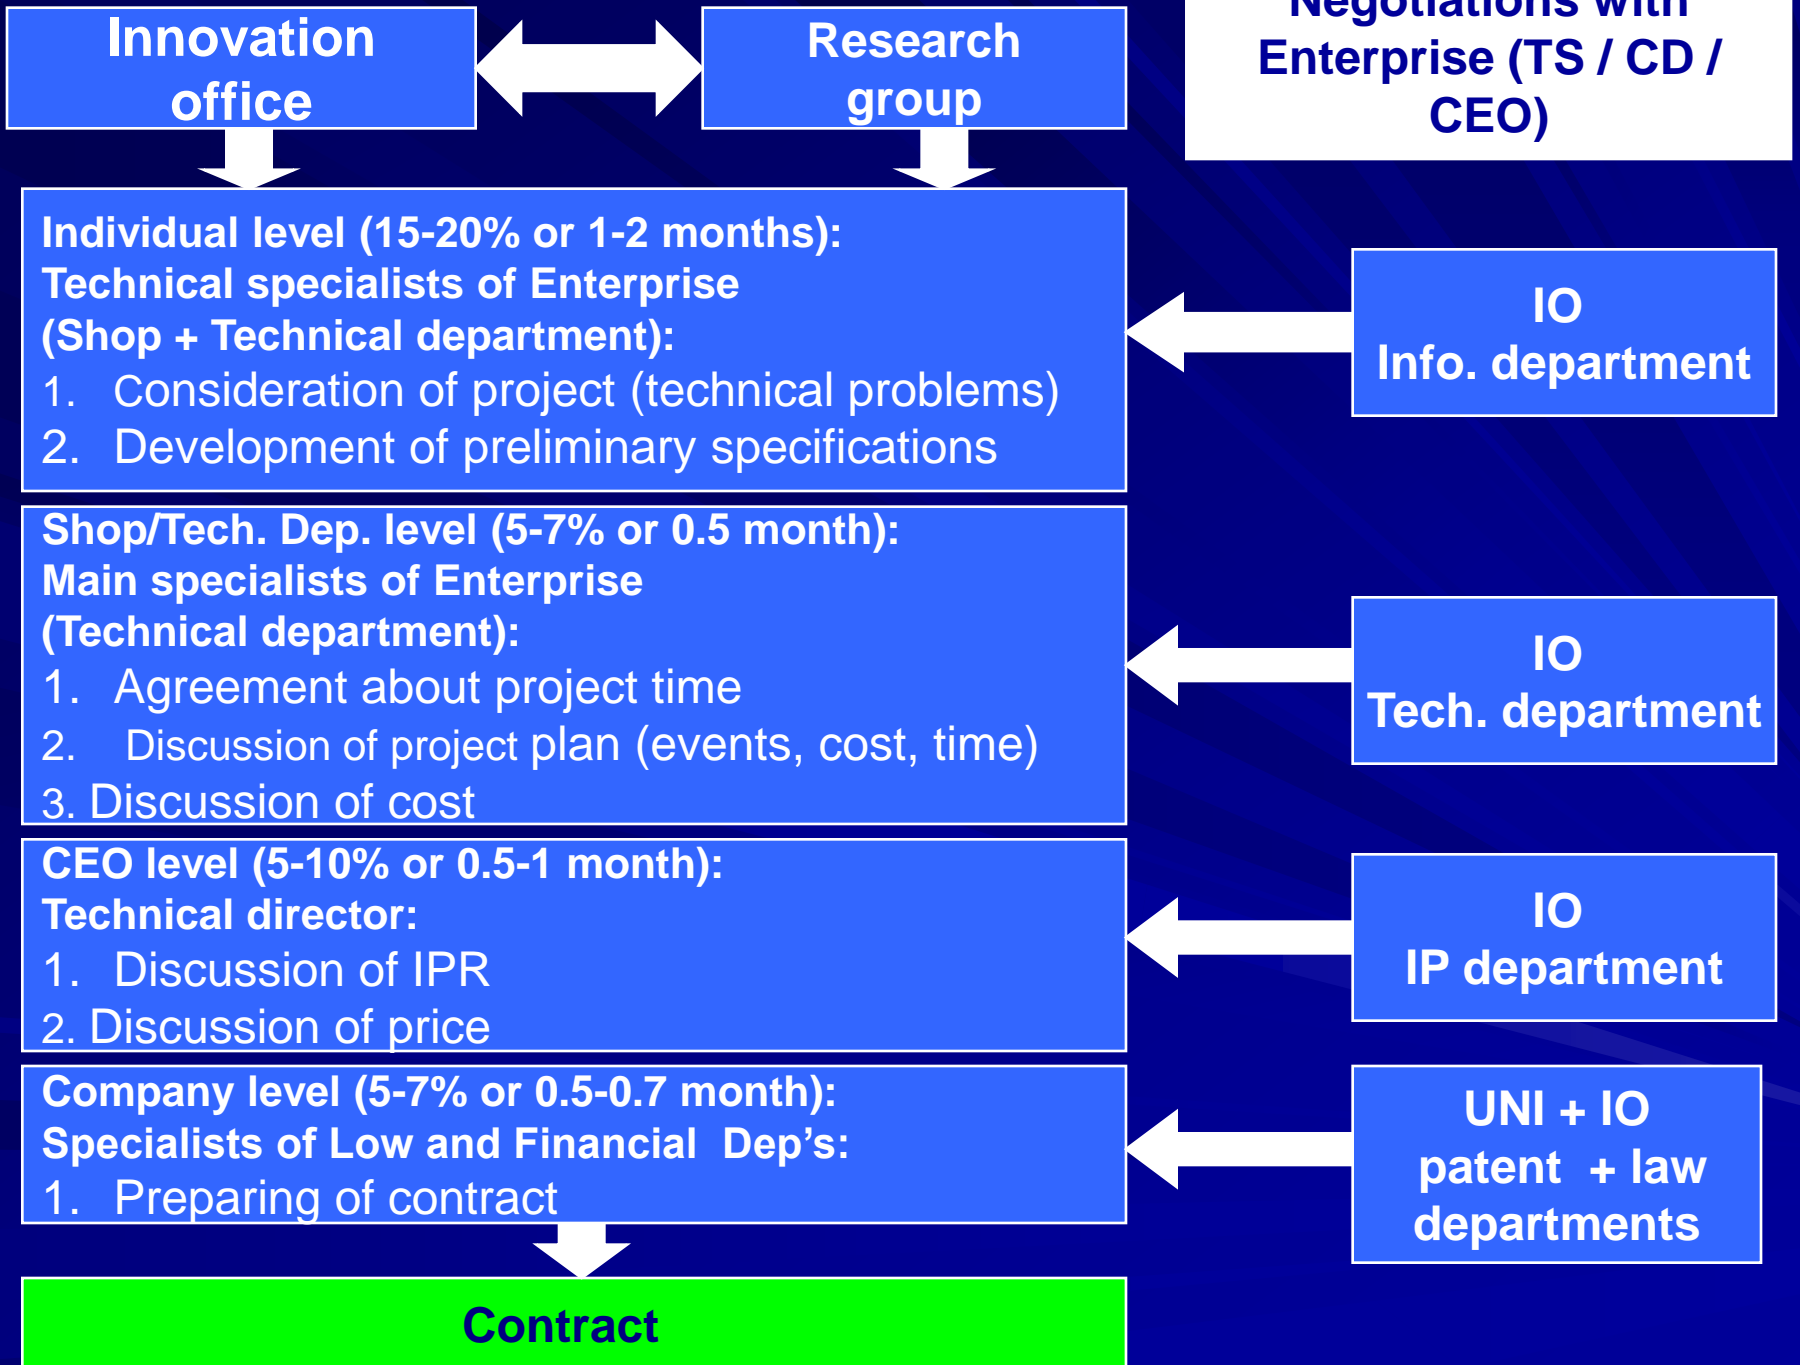 Innovation
office
Research
group
Negotiations with
Enterprise (TS / CD /
CEO)
Individual level (15-20% or 1-2 months):
Technical specialists of Enterprise
(Shop + Technical department):
1. Consideration of project (technical problems)
2. Development of preliminary specifications
IO
Info. department
Shop/Tech. Dep. level (5-7% or 0.5 month):
Main specialists of Enterprise
(Technical department):
1. Agreement about project time
2. Discussion of project plan (events, cost, time)
3. Discussion of cost
IO
Tech. department
CEO level (5-10% or 0.5-1 month):
Technical director:
1. Discussion of IPR
2. Discussion of price
IO
IP department
Company level (5-7% or 0.5-0.7 month):
Specialists of Low and Financial Dep’s:
1. Preparing of contract
UNI + IO
patent + law
departments
Contract